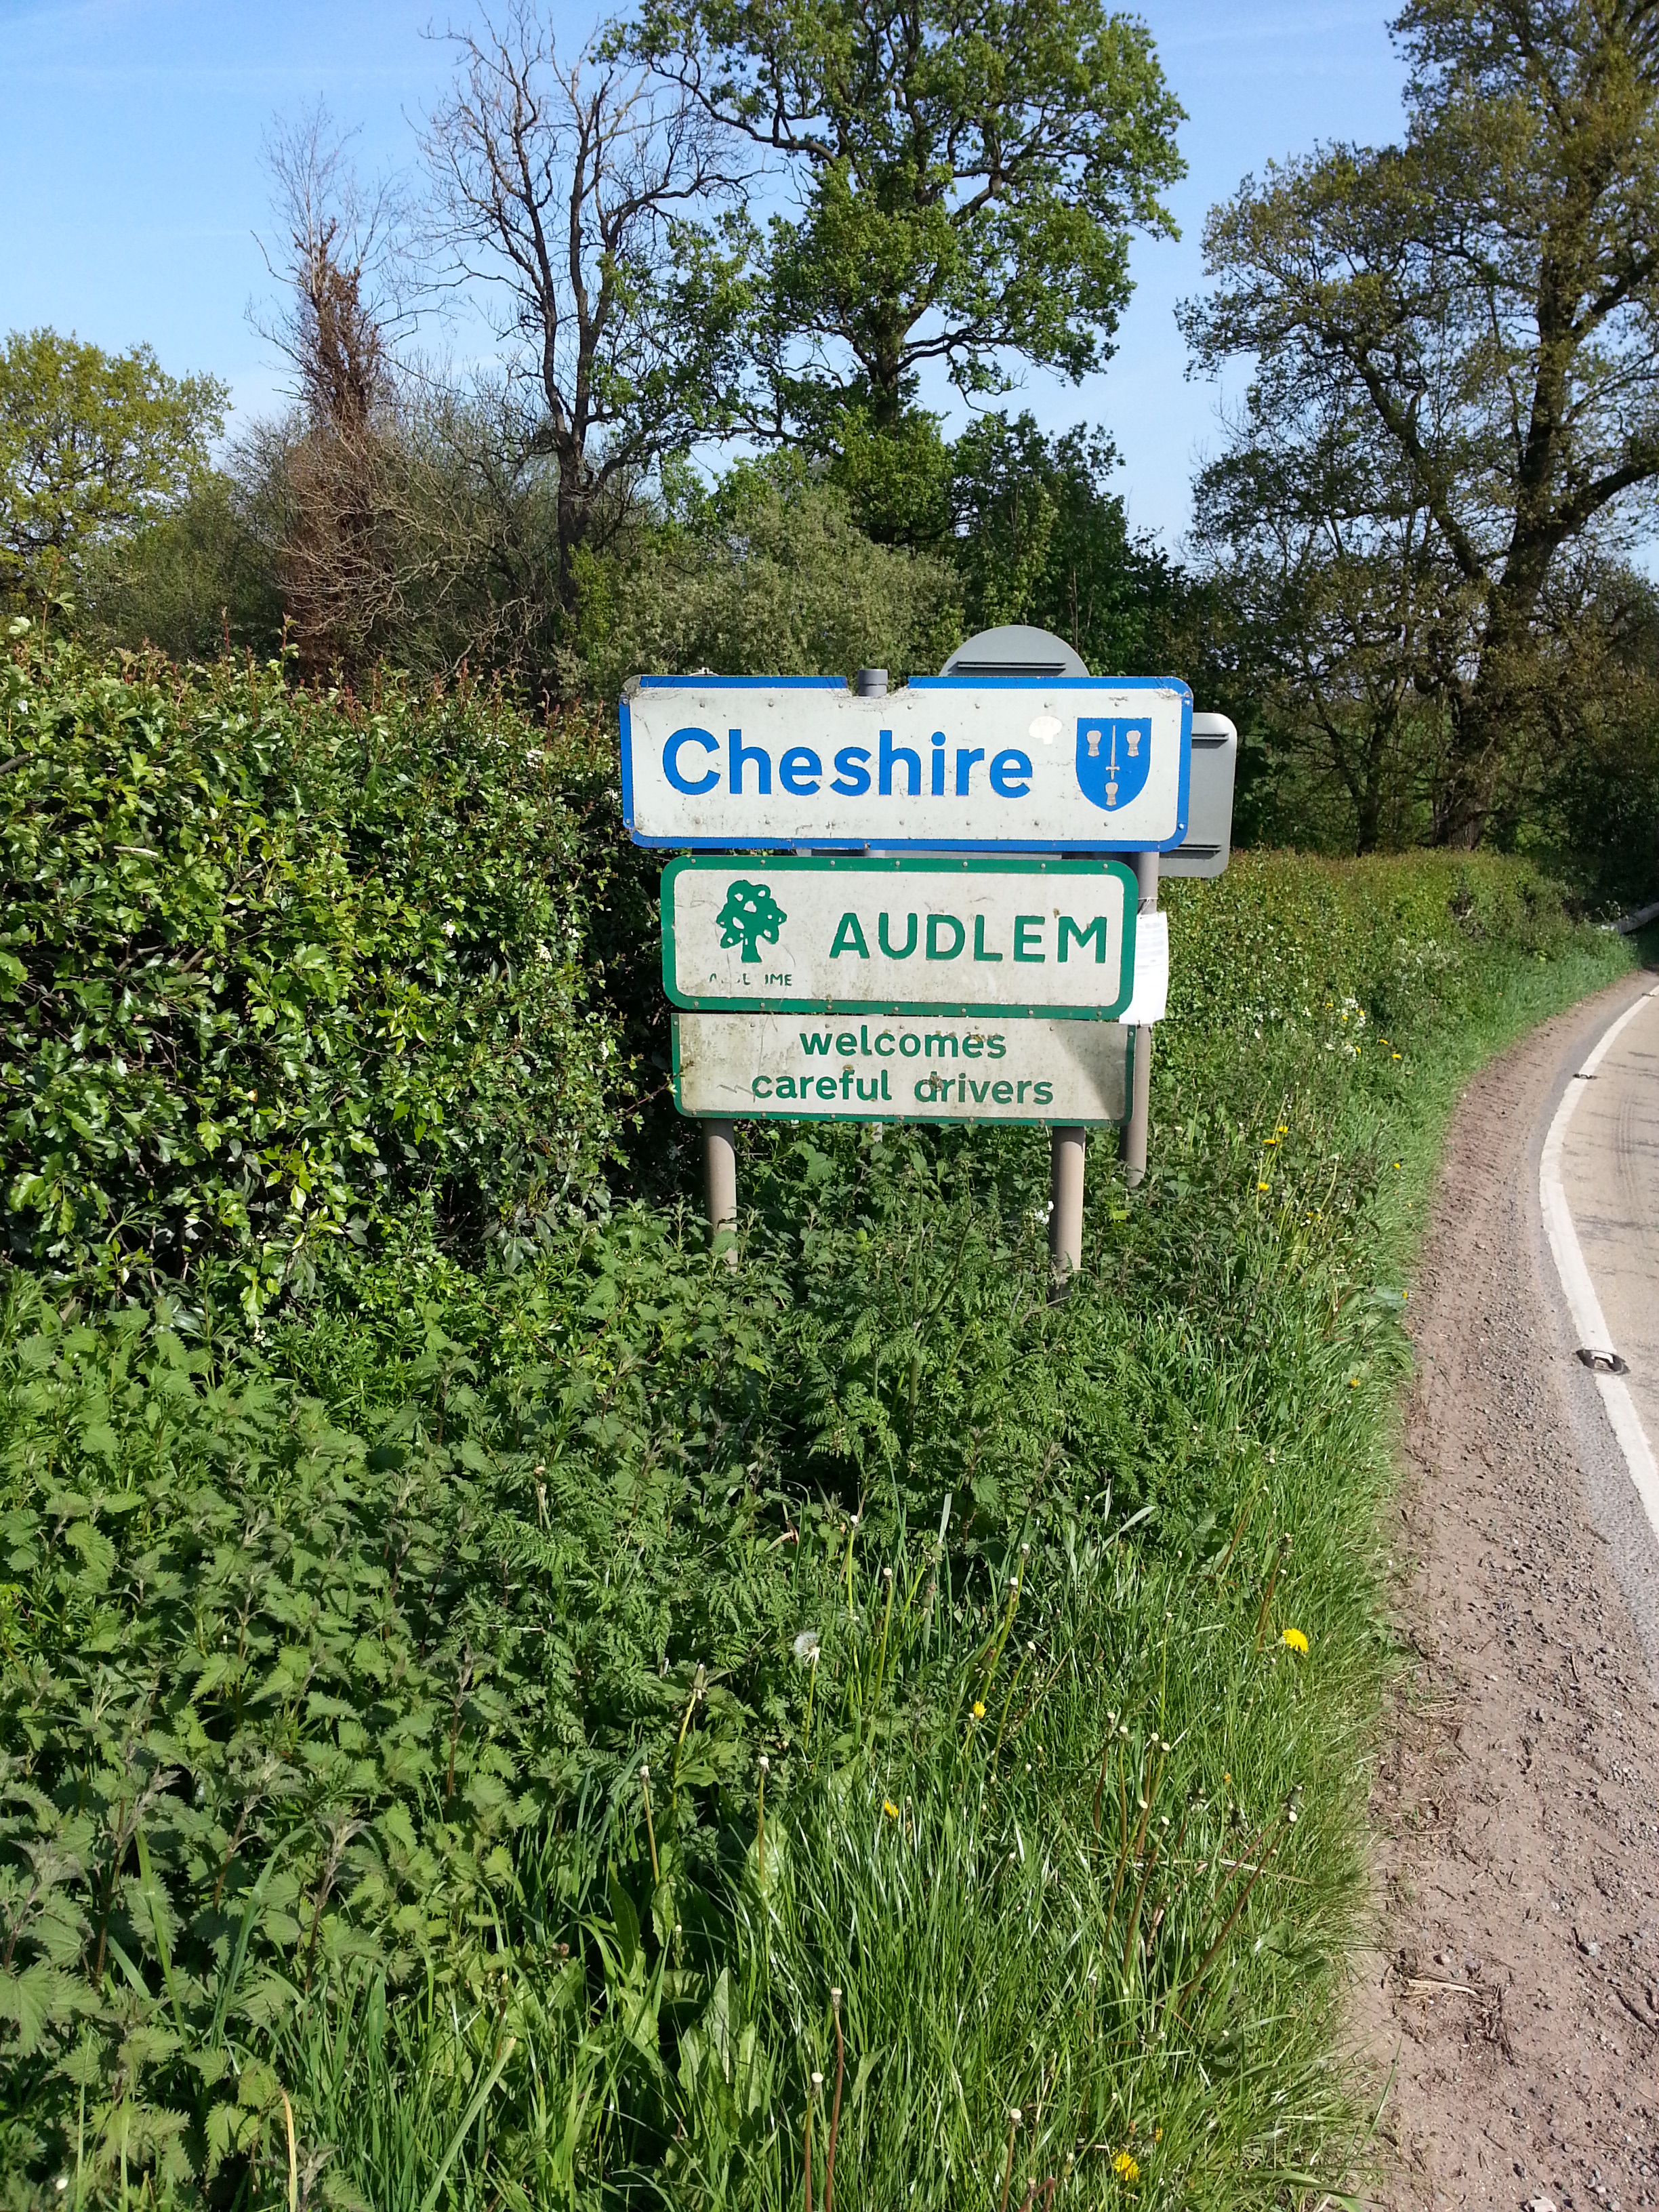 Cheshire
AUDLEM
welcomes
careful drivers